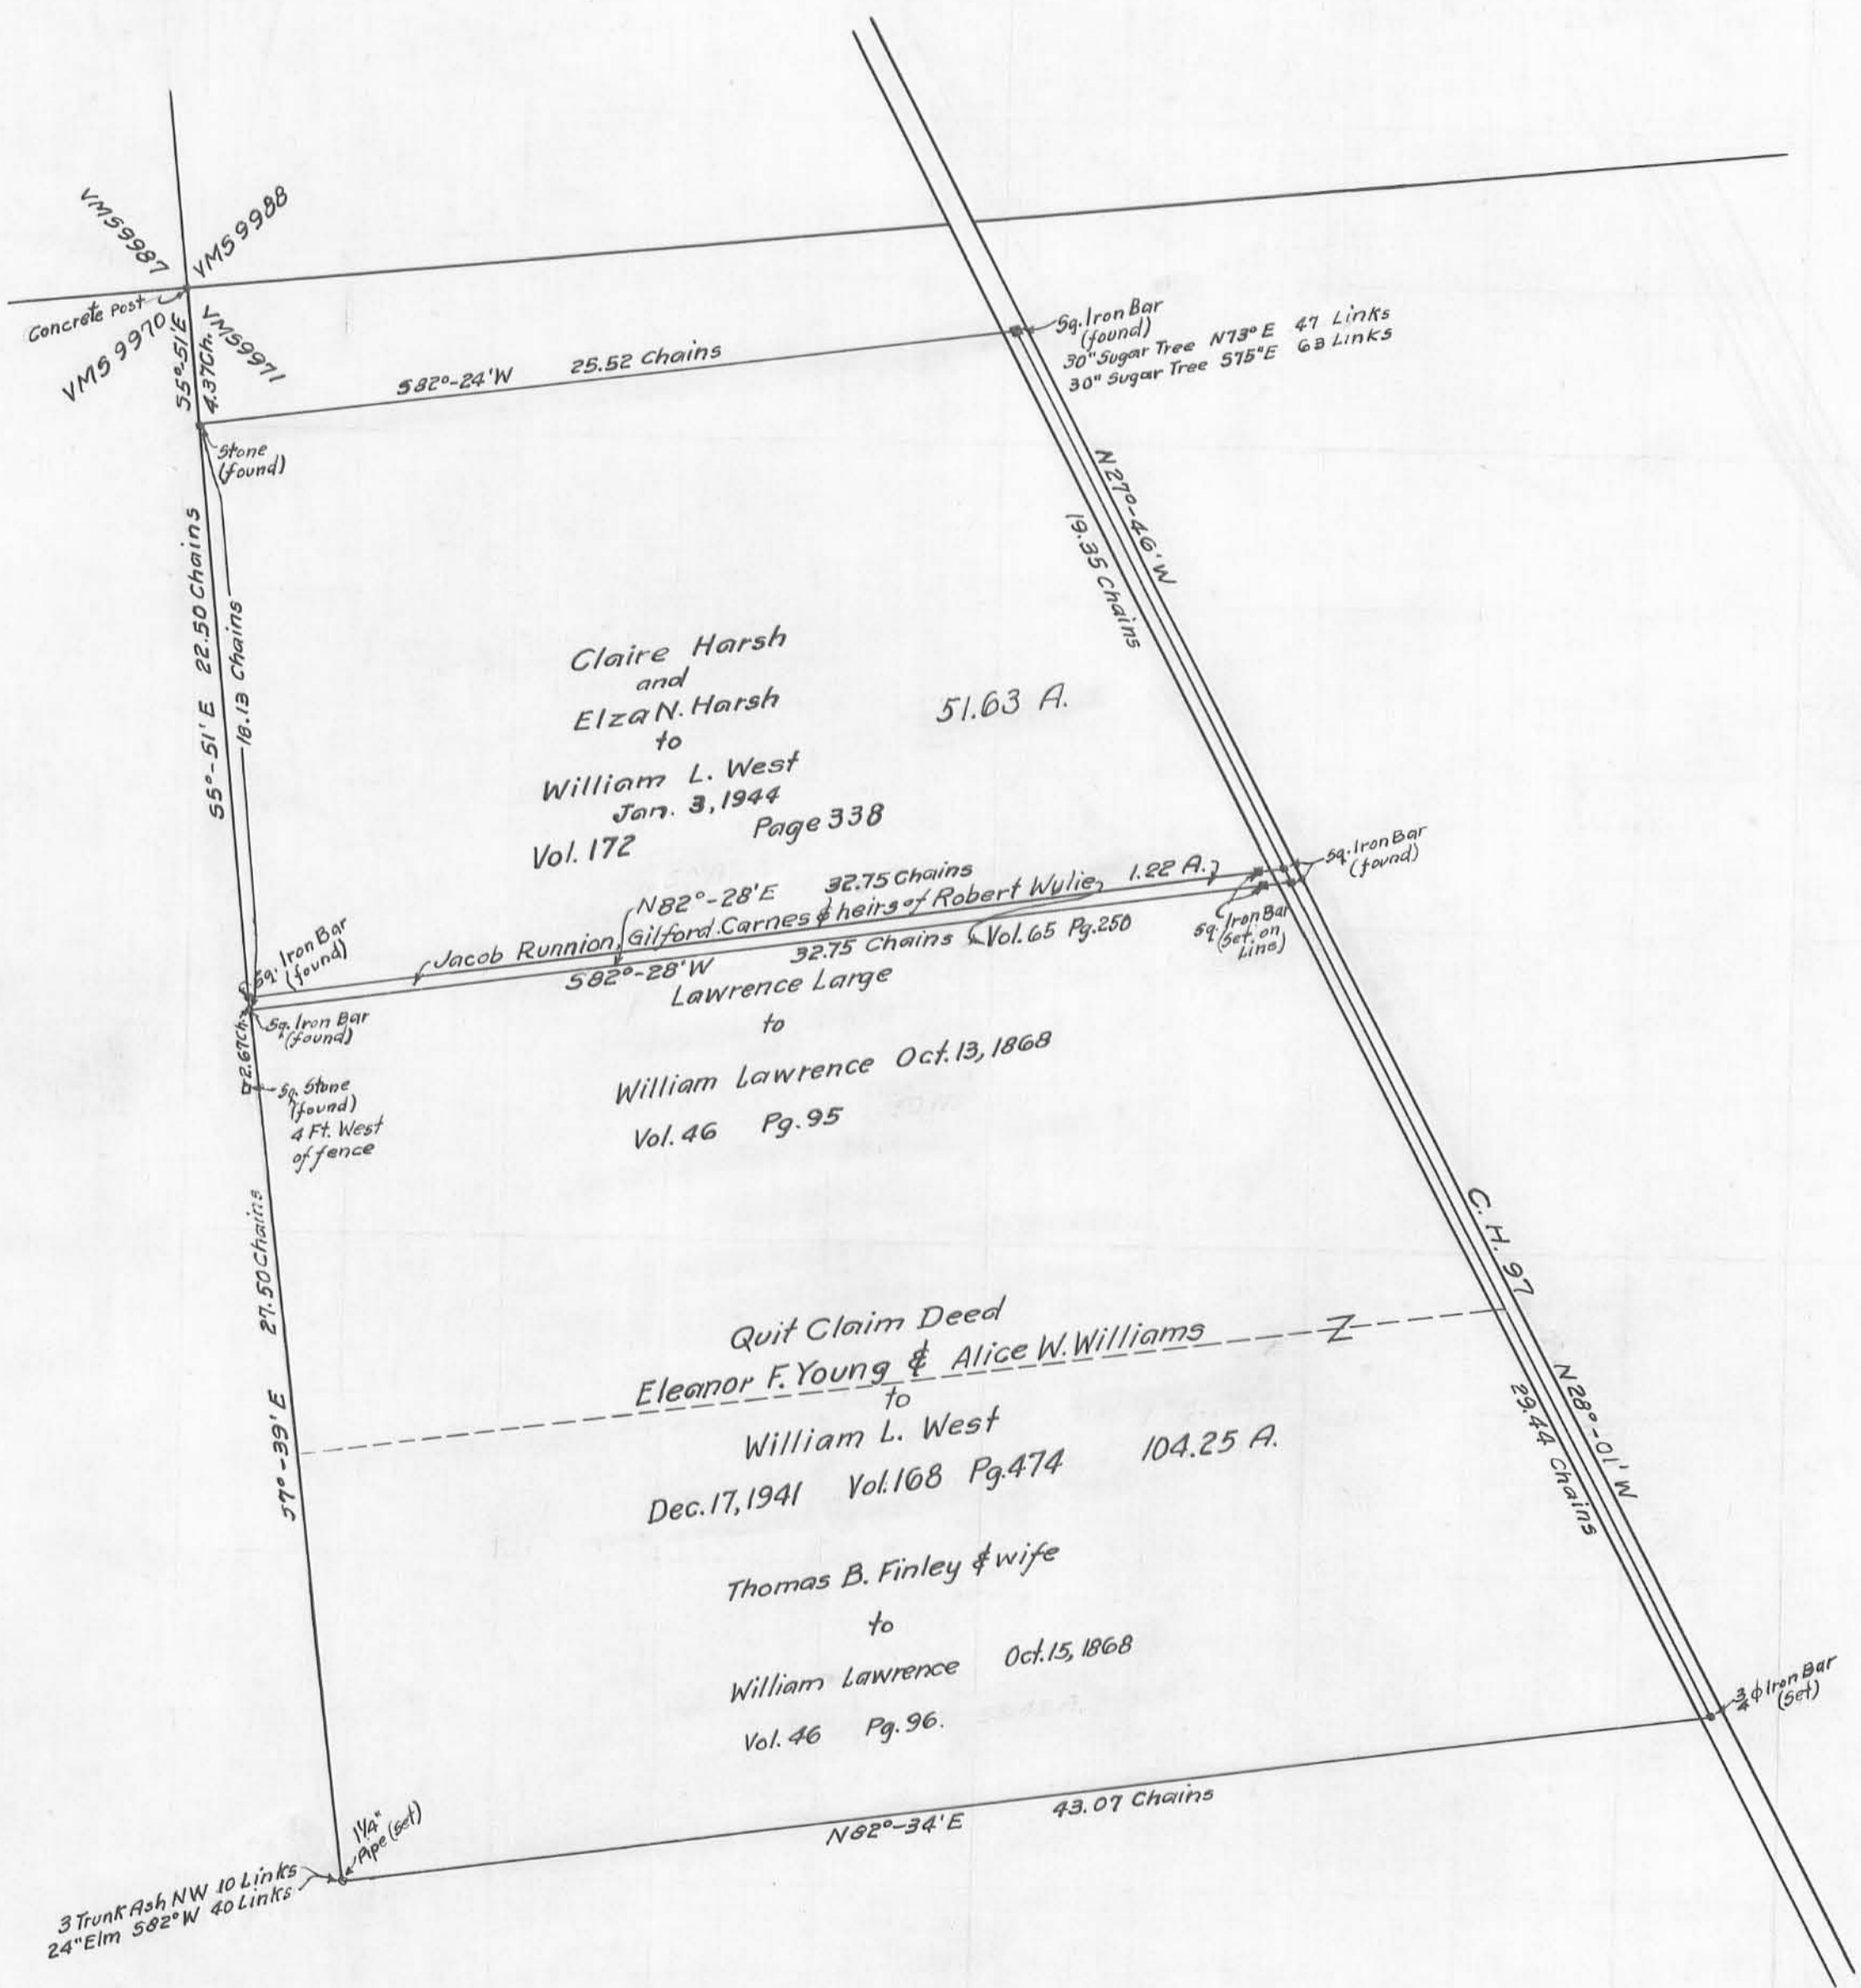 VMS9987
VMS9988
Concrete Post
VMS 9970
VMS9971
S5°-51'E
4.37Ch.
S82°-24'W 25.52 Chains
Sq. Iron Bar
(found)
30" Sugar Tree N73°E 47 Links
30" Sugar Tree S75°E 63 Links
Stone
(found)
N27°-46'W
19.35 Chains
S5°-51'E 22.50 Chains
18.13 Chains
Claire Harsh
and
Elza N. Harsh
to
William L. West
Jan. 3, 1944
Vol. 172 Page 338
51.63 A.
Sq. Iron Bar
(found)
N82°-28'E 32.75 Chains
Jacob Runnion, Gilford Carnes & heirs of Robert Wylie, 1.22 A.
S82°-28'W 32.75 Chains Vol. 65 Pg. 250
Sq. Iron Bar
(set on
Line)
Sq. Iron Bar
(found)
Sq. Iron Bar
(found)
2.67Ch.
Sq. Stone
(found)
4 Ft. West
of fence
Lawrence Large
to
William Lawrence Oct. 13, 1868
Vol. 46 Pg. 95
27.50 Chains
S7°-39'E
C. H. 97
Quit Claim Deed
Eleanor F. Young & Alice W. Williams
to
William L. West
Dec. 17, 1941 Vol. 168 Pg. 474
104.25 A.
Z
N28°-01'W
29.44 Chains
Thomas B. Finley & wife
to
William Lawrence Oct. 15, 1868
Vol. 46 Pg. 96.
3/4 ϕ Iron Bar
(set)
N82°-34'E 43.07 Chains
1¼"
Pipe (set)
3 Trunk Ash NW 10 Links
24" Elm S82°W 40 Links